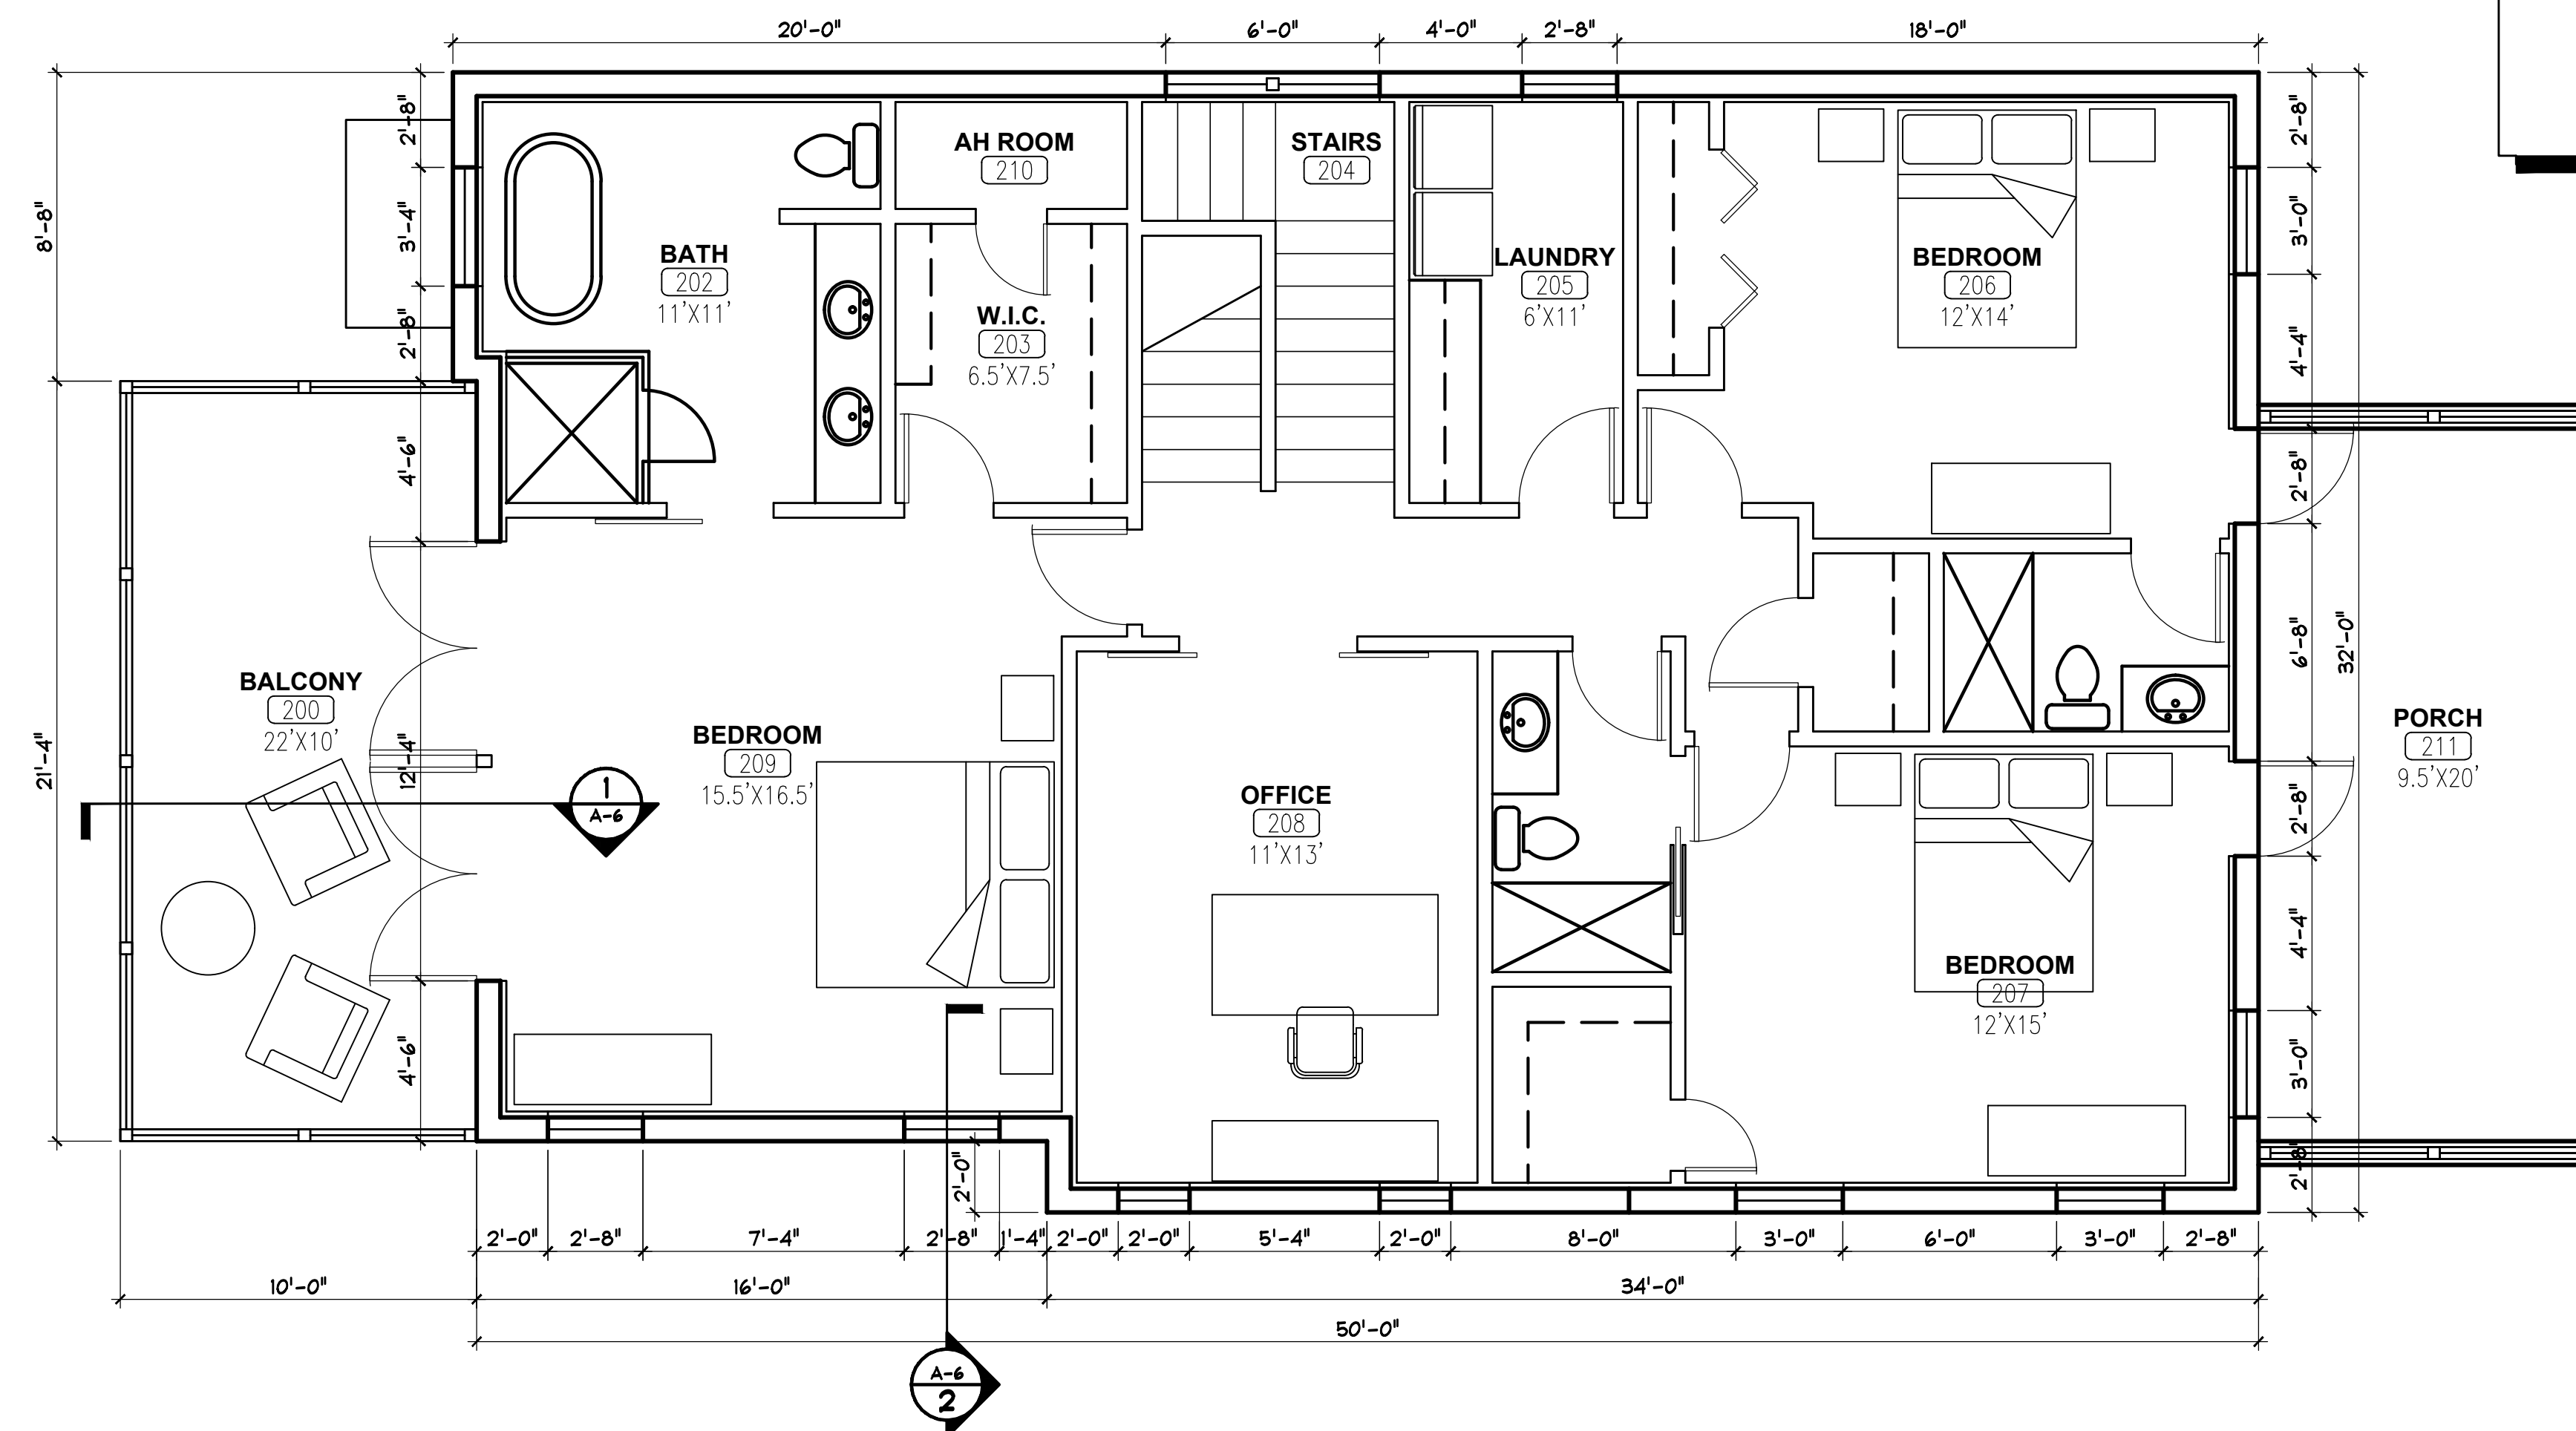 20'-0" 6'-0" 4'-0" 2'-8" 18'-0"
8'-8"
21'-4"
2'-8"
3'-4"
2'-8"
4'-6"
12'-4"
4'-6"
BATH
202
11'X11'
AH ROOM
210
W.I.C.
203
6.5'X7.5'
STAIRS
204
LAUNDRY
205
6'X11'
BEDROOM
206
12'X14'
BALCONY
200
22'X10'
BEDROOM
209
15.5'X16.5'
1
A-6
OFFICE
208
11'X13'
BEDROOM
207
12'X15'
PORCH
211
9.5'X20'
2'-8"
3'-0"
4'-4"
2'-8"
6'-8"
2'-8"
4'-4"
3'-0"
2'-8"
32'-0"
2'-0"
2'-0" 2'-8" 7'-4" 2'-8" 1'-4" 2'-0" 2'-0" 5'-4" 2'-0" 8'-0" 3'-0" 6'-0" 3'-0" 2'-8"
10'-0" 16'-0" 34'-0"
50'-0"
A-6
2